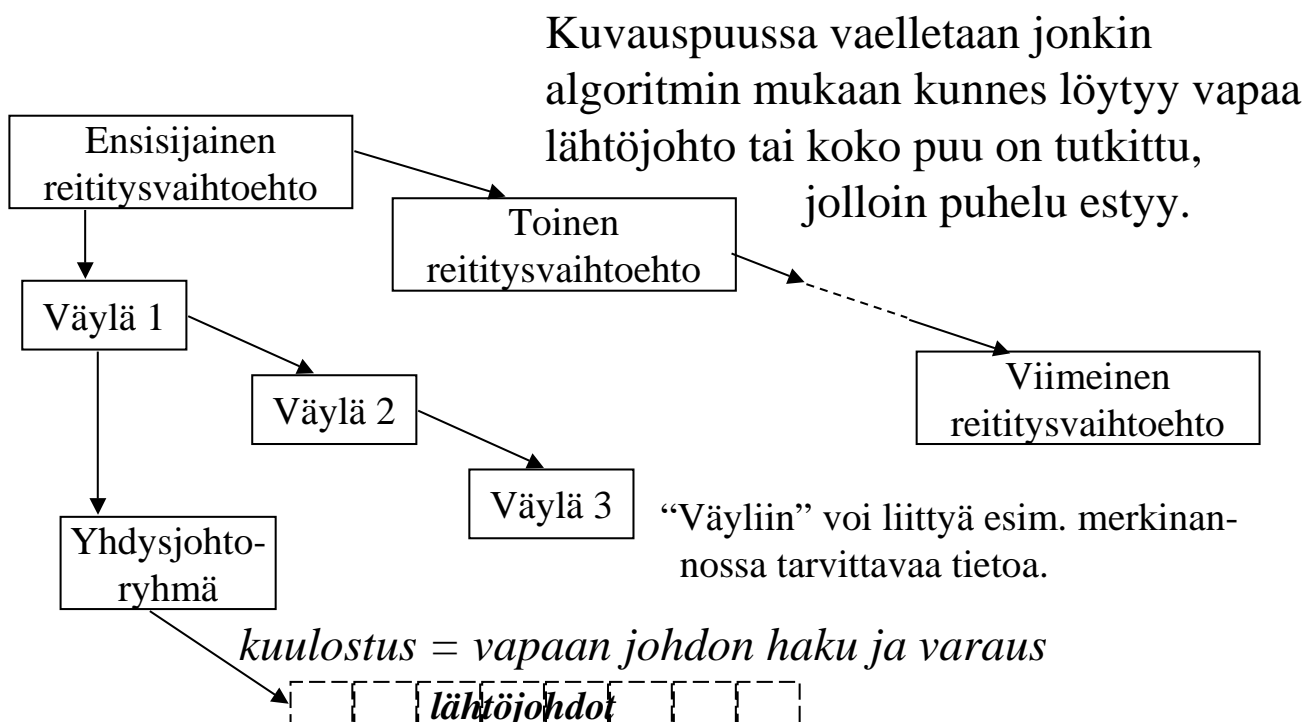 Kuvauspuussa vaelletaan jonkin
algoritmin mukaan kunnes löytyy vapaa
lähtöjohto tai koko puu on tutkittu,
jolloin puhelu estyy.
Ensisijainen
reititysvaihtoehto
Toinen
reititysvaihtoehto
Viimeinen
reititysvaihtoehto
Väylä 1
Väylä 2
Väylä 3
“Väyliin” voi liittyä esim. merkinan-
nossa tarvittavaa tietoa.
Yhdysjohto-
ryhmä
kuulostus = vapaan johdon haku ja varaus
lähtöjohdot